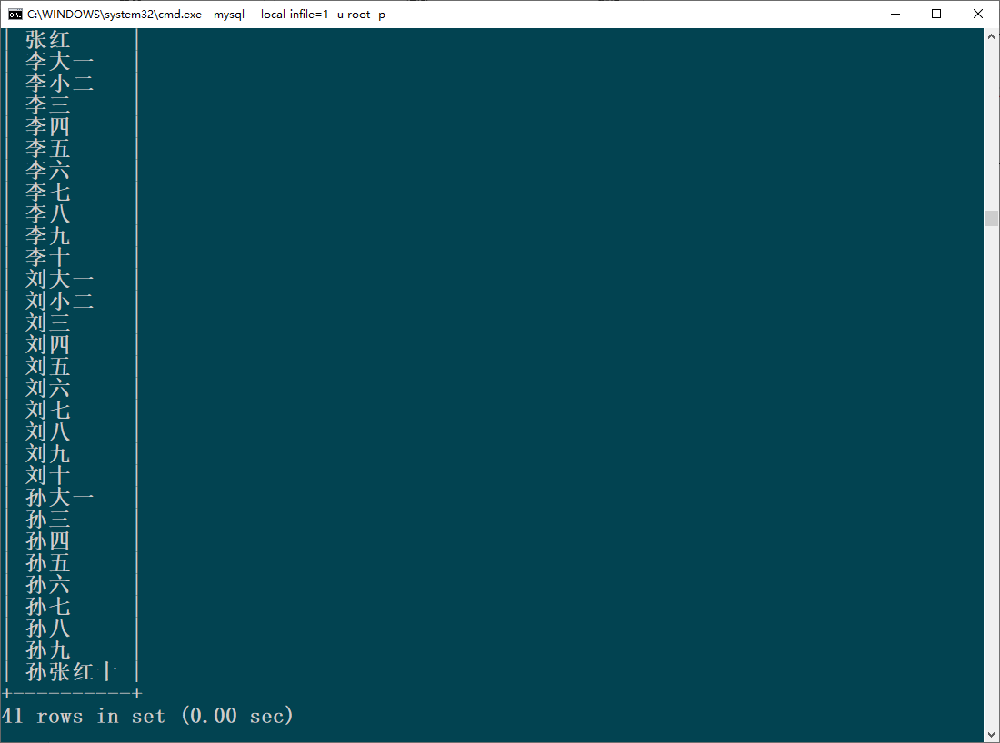 C:\WINDOWS\system32\cmd.exe - mysql  --local-infile=1 -u root -p
| 张红     |
| 李大一   |
| 李小二   |
| 李三     |
| 李四     |
| 李五     |
| 李六     |
| 李七     |
| 李八     |
| 李九     |
| 李十     |
| 刘大一   |
| 刘小二   |
| 刘三     |
| 刘四     |
| 刘五     |
| 刘六     |
| 刘七     |
| 刘八     |
| 刘九     |
| 刘十     |
| 孙大一   |
| 孙三     |
| 孙四     |
| 孙五     |
| 孙六     |
| 孙七     |
| 孙八     |
| 孙九     |
| 孙张红十 |
+----------+
41 rows in set (0.00 sec)